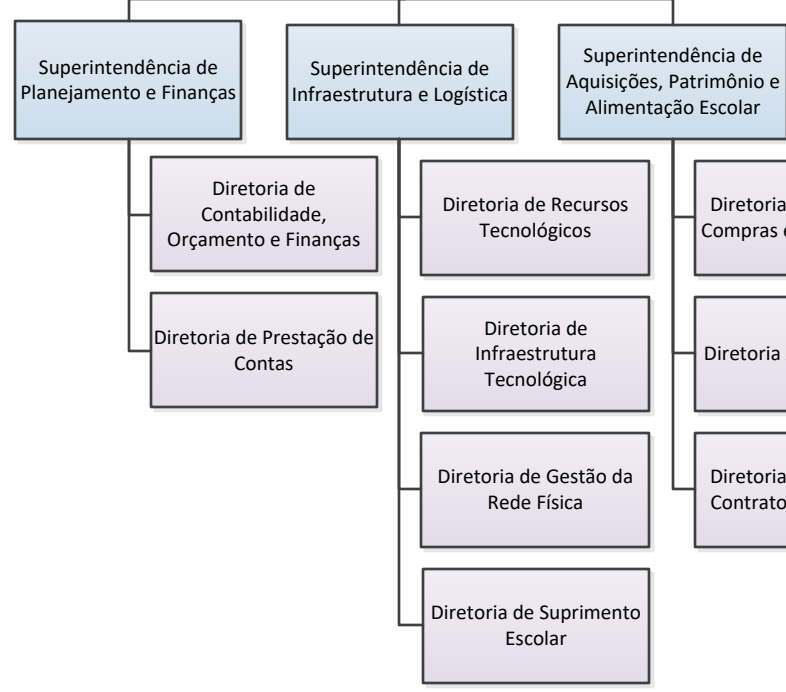 Superintendência de
Planejamento e Finanças
Diretoria de
Contabilidade,
Orçamento e Finanças
Diretoria de Prestação de
Contas
Superintendência de
Infraestrutura e Logística
Diretoria de Recursos
Tecnológicos
Diretoria de
Infraestrutura
Tecnológica
Diretoria de Gestão da
Rede Física
Diretoria de Suprimento
Escolar
Superintendência de
Aquisições, Patrimônio e
Alimentação Escolar
Diretoria
Compras e
Diretoria
Diretoria
Contrato